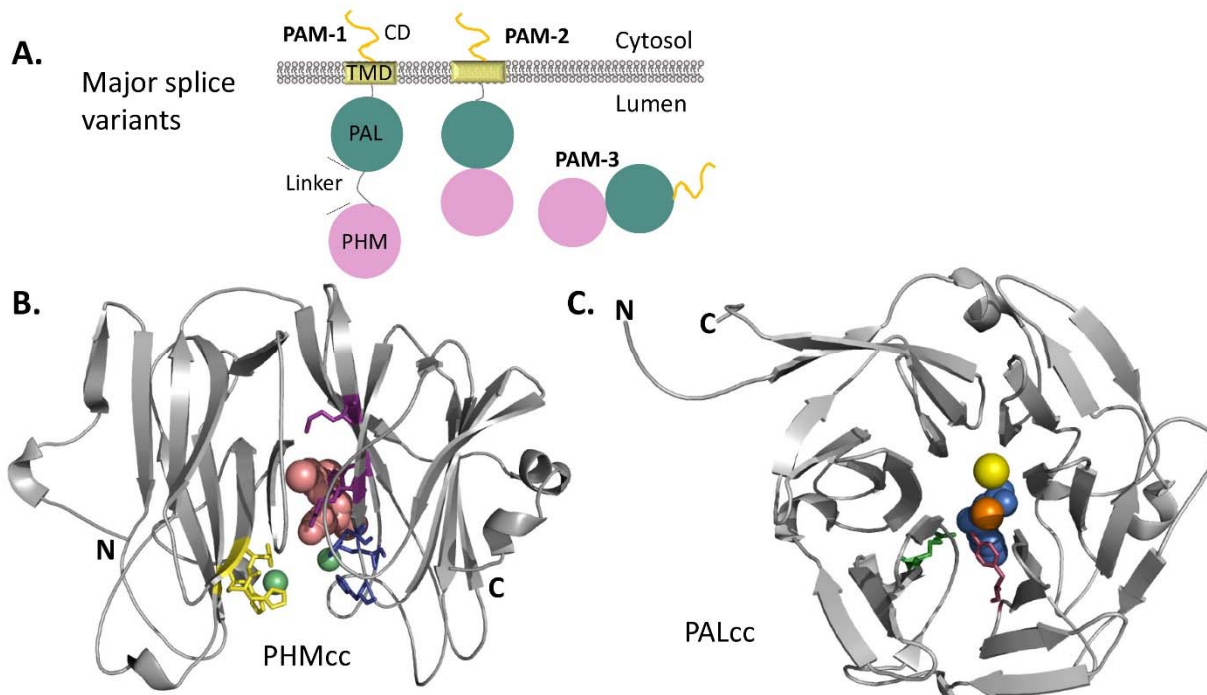 A.
Major splice
variants
PAM-1
CD
PAM-2
Cytosol
TMD
Lumen
PAL
Linker
PHM
PAM-3
B.
N
C
PHMcc
C.
N
C
PALcc